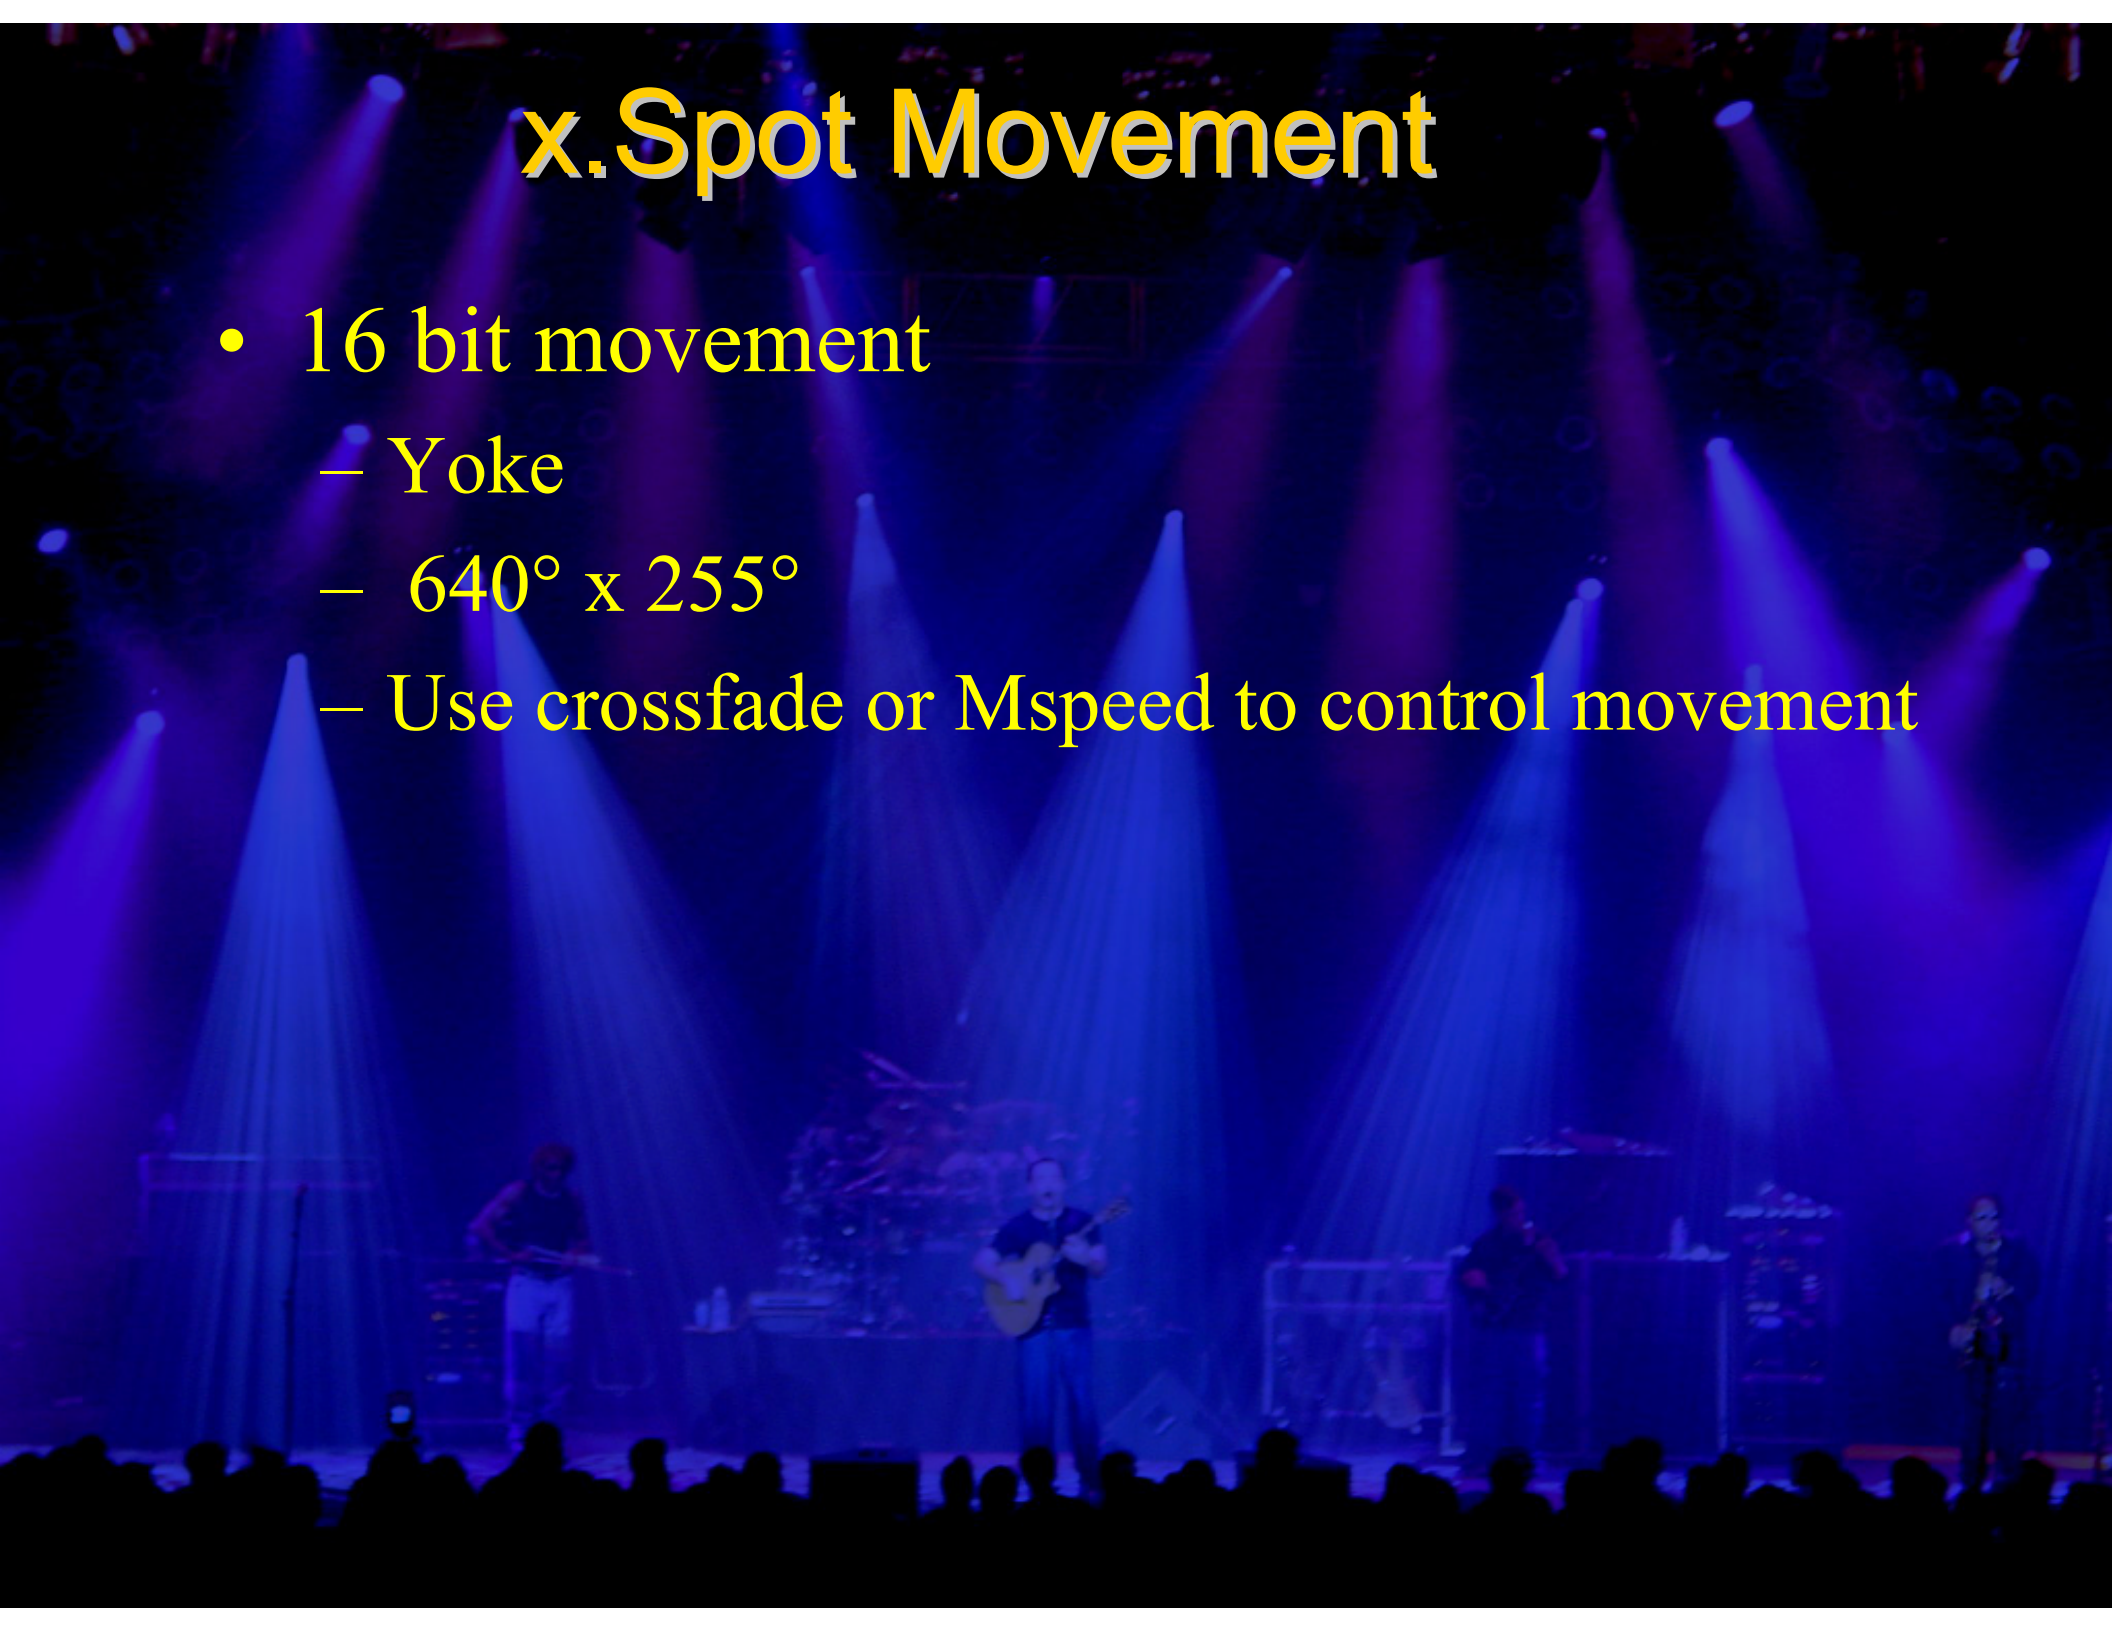 x.Spot Movement
• 16 bit movement
– Yoke
– 640° x 255°
– Use crossfade or Mspeed to control movement